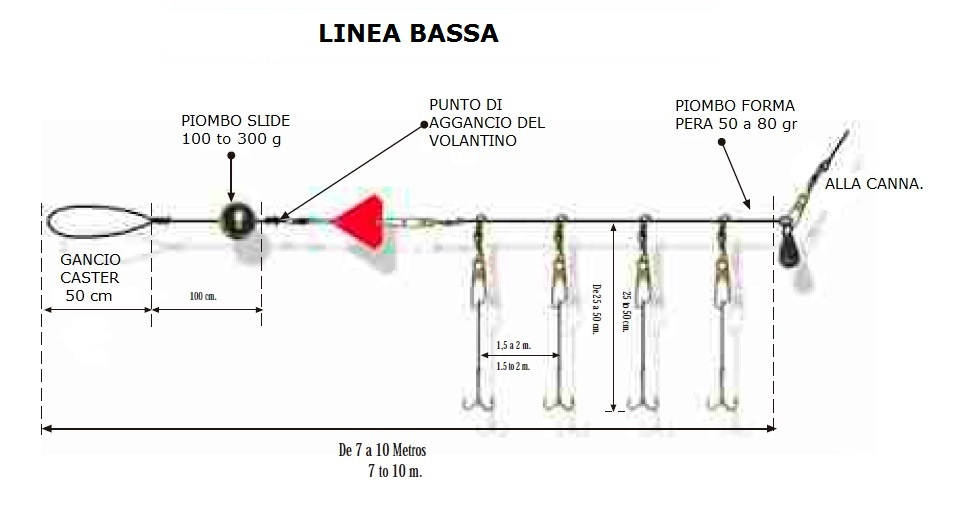 LINEA BASSA
PIOMBO SLIDE
100 to 300 g
PUNTO DI
AGGANCIO DEL
VOLANTINO
PIOMBO FORMA
PERA 50 a 80 gr
ALLA CANNA.
GANCIO
CASTER
50 cm
100 cm.
De 25 a 50 cm.
25 to 50 cm.
1,5 a 2 m.
1.5 to 2 m.
De 7 a 10 Metros
7 to 10 m.